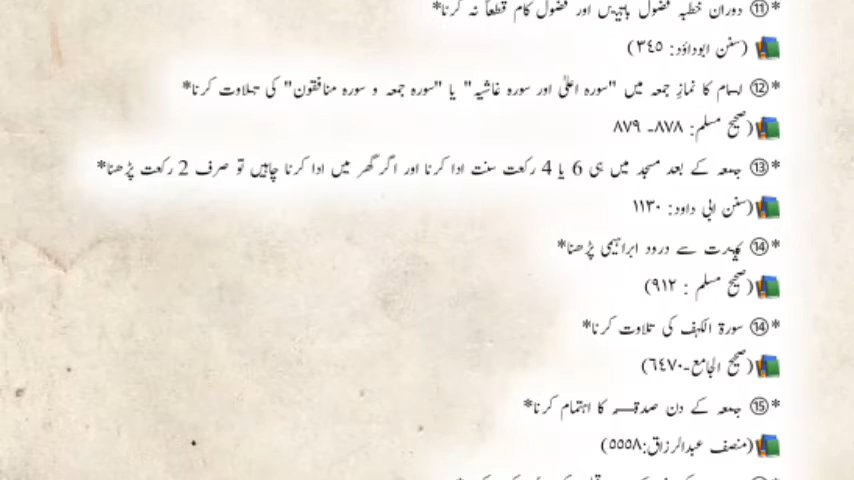 *⑪ دوران خطبہ فضول باتیں اور فضول کام قطعاً نہ کرنا*
(سنن ابوداؤد: ٣٤٥)
*⑫ امام کا نمازِ جمعہ میں "سورہ اعلیٰ اور سورہ غاشیہ" یا "سورہ جمعہ و سورہ منافقون" کی تلاوت کرنا*
(صحیح مسلم: ٨٧٨۔ ٨٧٩
*⑬ جمعہ کے بعد مسجد میں ہی 6 یا 4 رکعت سنت ادا کرنا اور اگر گھر میں ادا کرنا چاہیں تو صرف 2 رکعت پڑھنا*
(سنن ابی داود: ١١٣٠
*⑭ کثرت سے درود ابراہیمی پڑھنا*
(صحیح مسلم : ٩١٢)
*⑭ سورة الکہف کی تلاوت کرنا*
(صحیح الجامع-٦٤٧٠)
*⑮ جمعہ کے دن صدقہ کا اہتمام کرنا*
(منصف عبدالرزاق:٥٥٥٨)